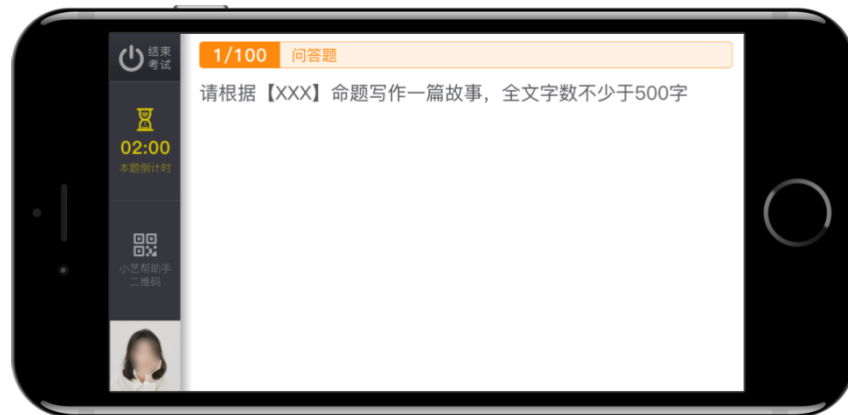 结束
考试
1/100 问答题
请根据【XXX】命题写作一篇故事，全文字数不少于500字
02:00
本题倒计时
小艺帮助手
二维码